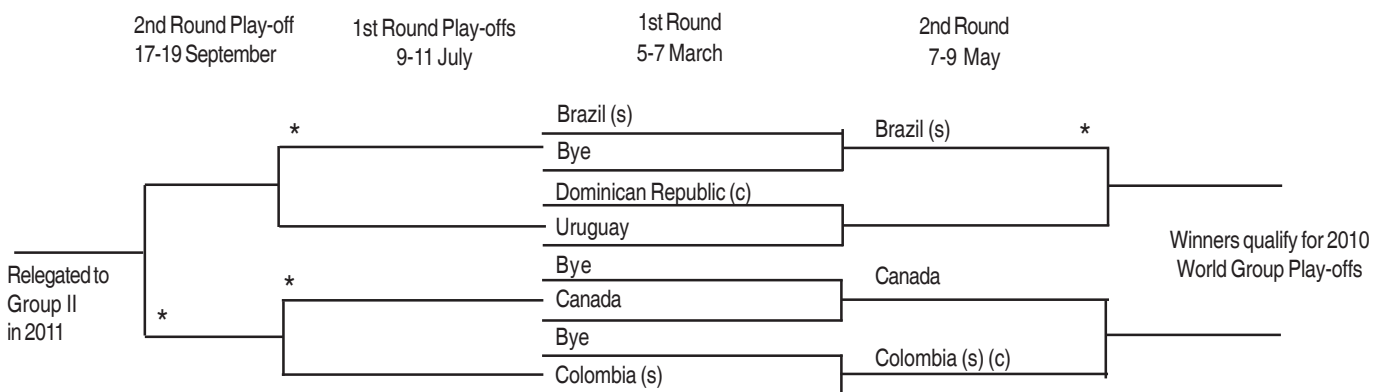 2nd Round Play-off
17-19 September
1st Round Play-offs
9-11 July
1st Round
5-7 March
2nd Round
7-9 May
*
Brazil (s)
Bye
Dominican Republic (c)
Uruguay
Bye
Canada
Bye
Colombia (s)
Brazil (s)
*
Canada
Colombia (s) (c)
Winners qualify for 2010
World Group Play-offs
Relegated to
Group II
in 2011
*
*